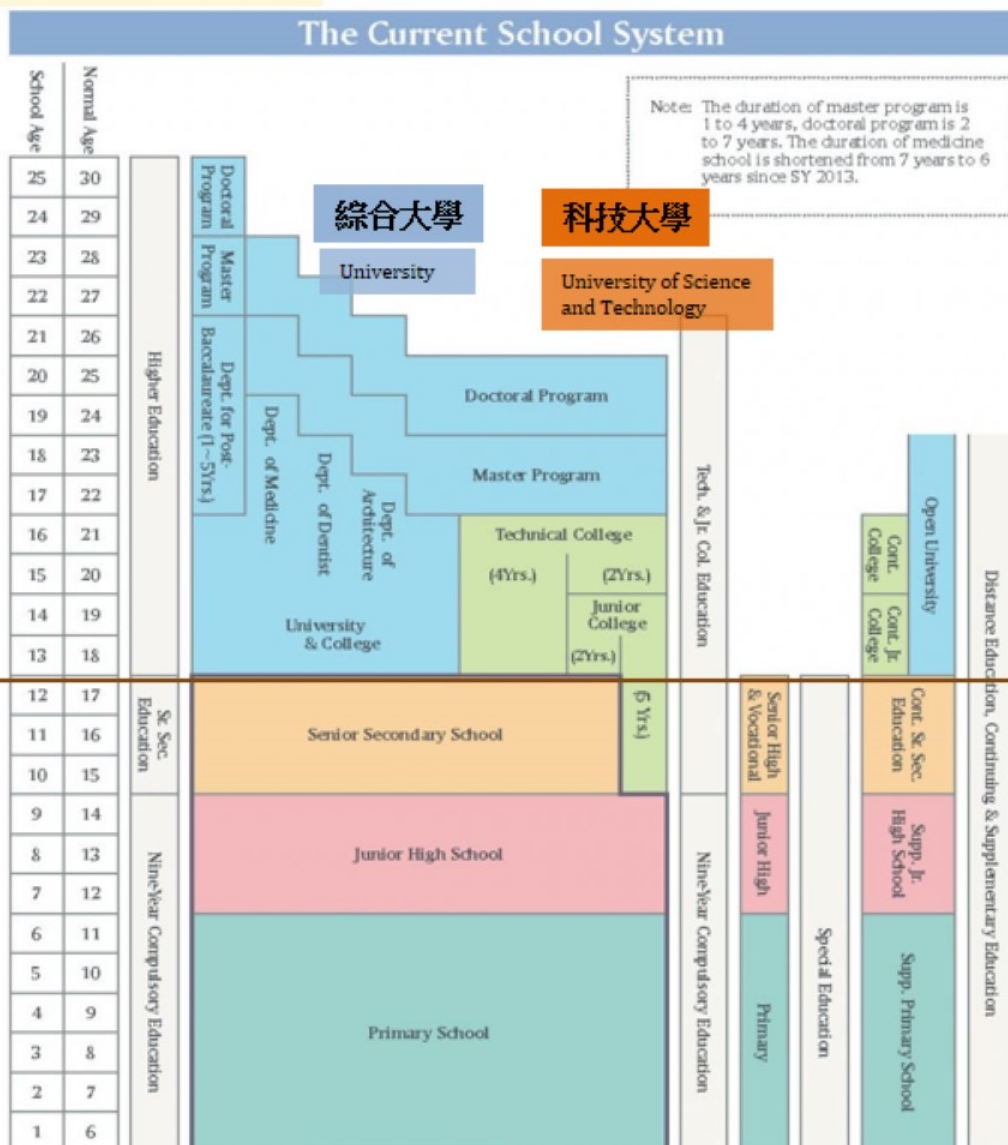 The Current School System
School Age
Normal Age
Note: The duration of master program is
1 to 4 years, doctoral program is 2
to 7 years. The duration of medicine
school is shortened from 7 years to 6
years since SY 2013.
綜合大學
University
科技大學
University of Science
and Technology
25 30
24 29
23 28
22 27
21 26
20 25
19 24
18 23
17 22
16 21
15 20
14 19
13 18
12 17
11 16
10 15
9 14
8 13
7 12
6 11
5 10
4 9
3 8
2 7
1 6
Higher Education
Sr. Sec.
Education
Nine-Year Compulsory Education
Doctoral
Program
Master
Program
Dept. for Post-
Baccalaureate (1~5Yrs.)
Dept. of Medicine
Dept. of Dentist
Dept. of
Architecture
University
& College
Doctoral Program
Master Program
Technical College
(4Yrs.)
(2Yrs.)
Junior
College
(2Yrs.)
(5 Yrs.)
Senior Secondary School
Junior High School
Primary School
Tech. & Jr. Col. Education
Nine-Year Compulsory Education
Senior High
& Vocational
Junior High
Primary
Special Education
Cont.
College
Cont. Jr.
College
Open University
Cont. Sr. Sec.
Education
Supp. Jr.
High School
Supp. Primary School
Distance Education, Continuing & Supplementary Education